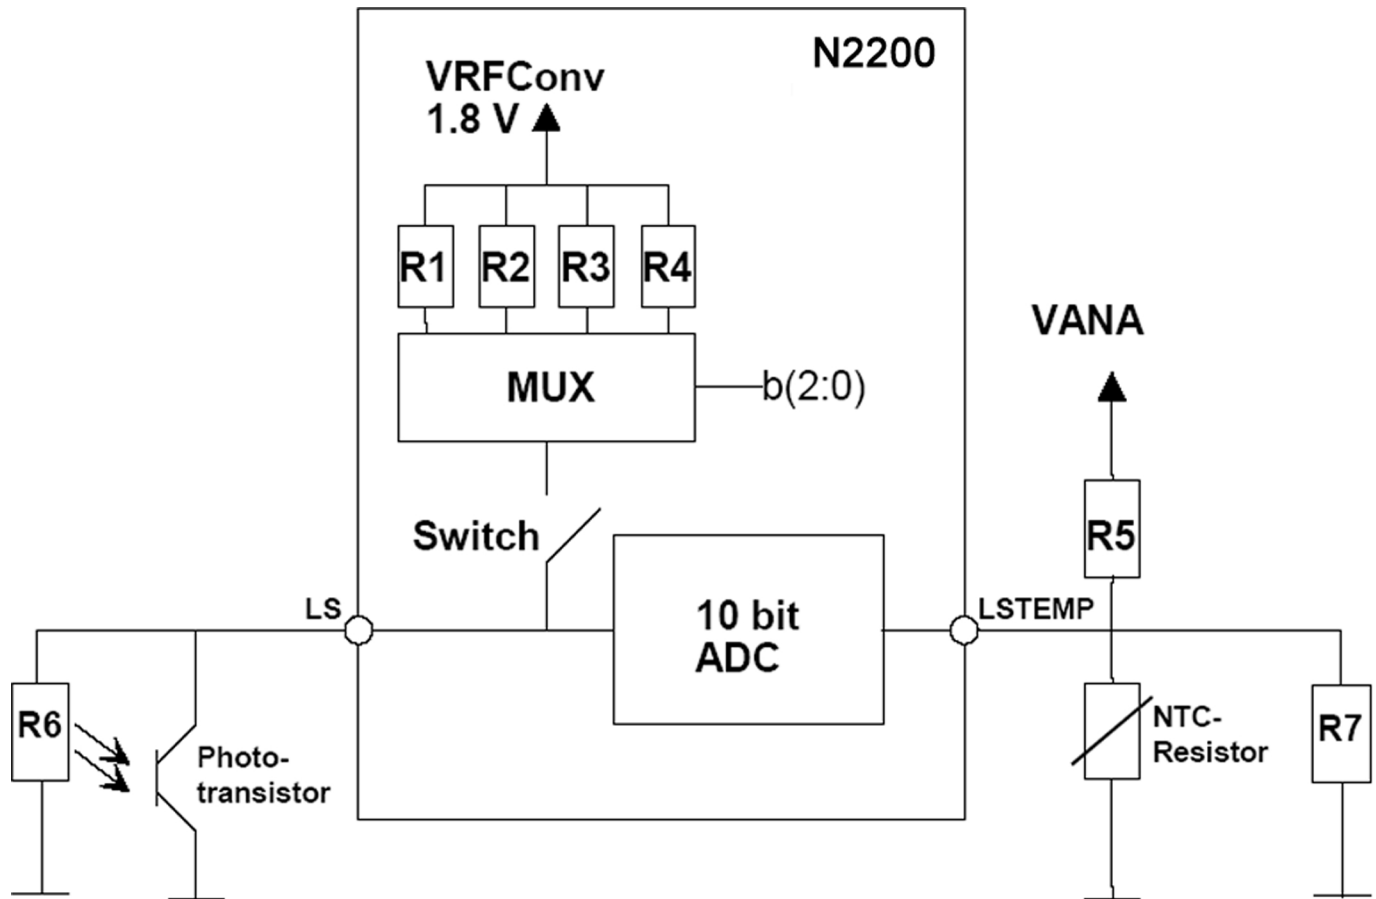 N2200
VRFConv
1.8 V
R1
R2
R3
R4
MUX
b(2:0)
VANA
Switch
R5
LS
10 bit
ADC
LSTEMP
R6
Photo-
transistor
NTC-
Resistor
R7